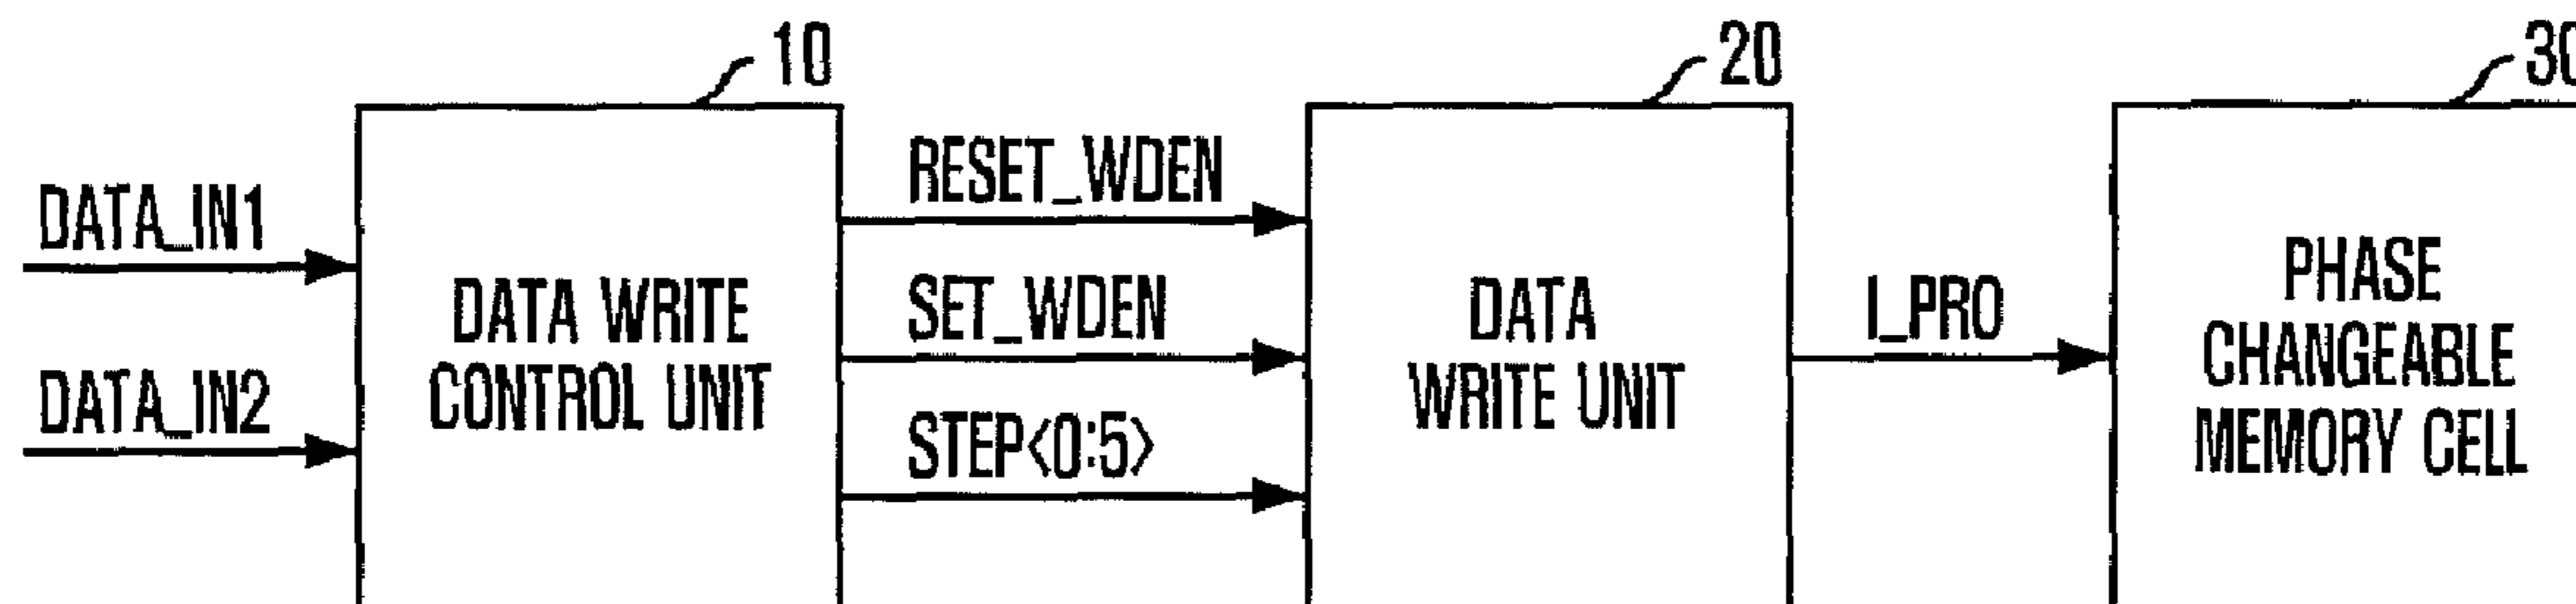 10
20
30
DATA_IN1
DATA_IN2
DATA WRITE
CONTROL UNIT
RESET_WDEN
SET_WDEN
STEP<0:5>
DATA
WRITE UNIT
I_PRO
PHASE
CHANGEABLE
MEMORY CELL